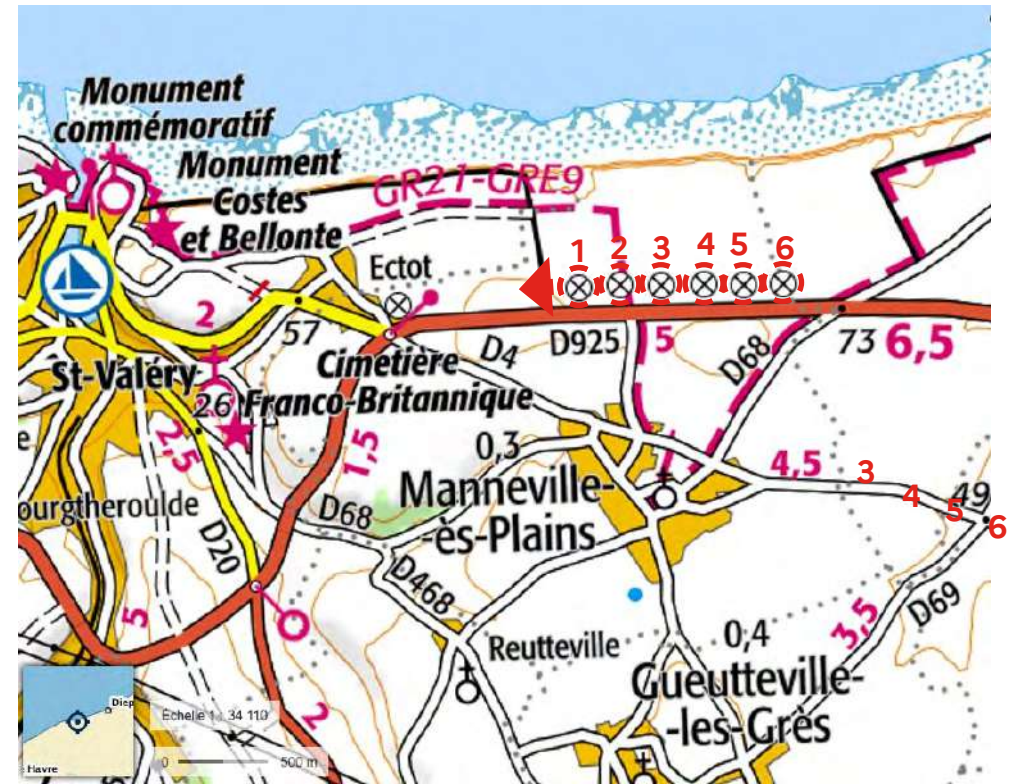 Monument
commémoratif
Monument
Costes
et Bellonte
GR21-GRE9
Ectot
1 2 3 4 5 6
2
57
D4
D925
5
D68
73
6,5
St-Valéry
26
Cimetière
Franco-Britannique
2,5
1,5
0,3
4,5
3
4
5
49
6
Manneville-
-ès-Plains
ourgtheroulde
D68
D20
D468
D69
3,5
5
Reutteville
0,4
Gueutteville-
-les-Grès
2
e
Diep
Havre
Échelle 1 : 34 110
0 500 m